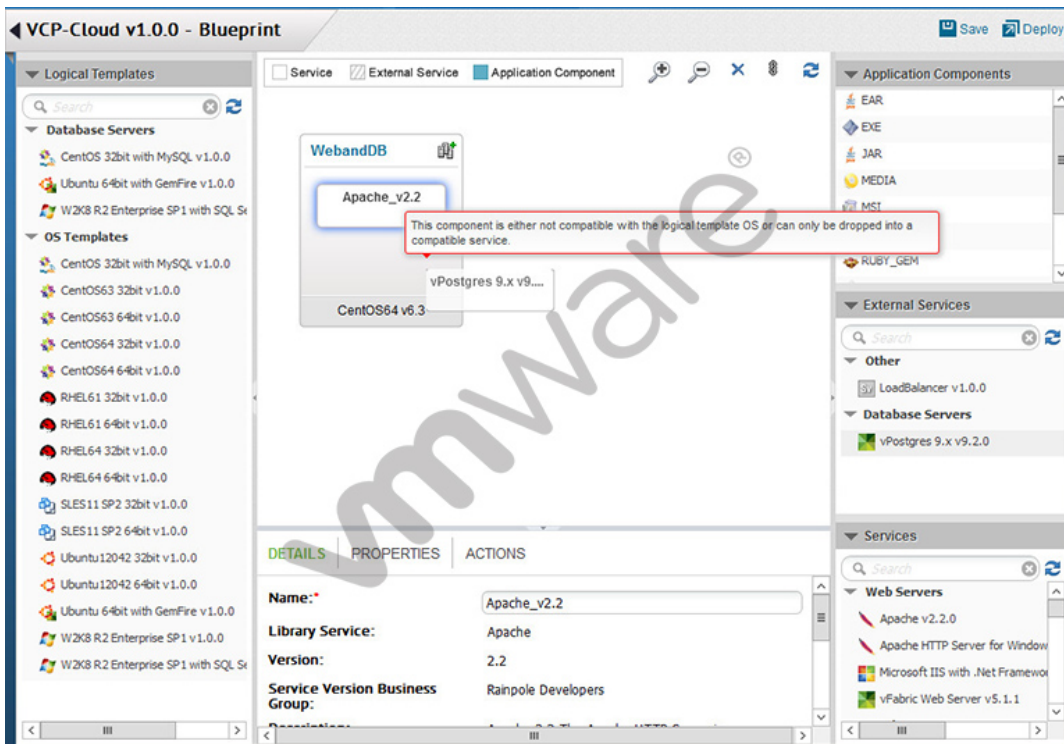 VCP-Cloud v1.0.0 - Blueprint
Save
Deploy
Logical Templates
Search
Database Servers
CentOS 32bit with MySQL v1.0.0
Ubuntu 64bit with GemFire v1.0.0
W2K8 R2 Enterprise SP1 with SQL Se
OS Templates
CentOS 32bit with MySQL v1.0.0
CentOS63 32bit v1.0.0
CentOS63 64bit v1.0.0
CentOS64 32bit v1.0.0
CentOS64 64bit v1.0.0
RHEL61 32bit v1.0.0
RHEL61 64bit v1.0.0
RHEL64 32bit v1.0.0
RHEL64 64bit v1.0.0
SLES11 SP2 32bit v1.0.0
SLES11 SP2 64bit v1.0.0
Ubuntu12042 32bit v1.0.0
Ubuntu12042 64bit v1.0.0
Ubuntu 64bit with GemFire v1.0.0
W2K8 R2 Enterprise SP1 v1.0.0
W2K8 R2 Enterprise SP1 with SQL Se
Service
External Service
Application Component
WebandDB
Apache_v2.2
This component is either not compatible with the logical template OS or can only be dropped into a
compatible service.
vPostgres 9.x v9....
CentOS64 v6.3
vmware®
DETAILS
PROPERTIES
ACTIONS
Name:*
Apache_v2.2
Library Service:
Apache
Version:
2.2
Service Version Business
Group:
Rainpole Developers
Application Components
EAR
EXE
JAR
MEDIA
MSI
RUBY_GEM
External Services
Search
Other
LoadBalancer v1.0.0
Database Servers
vPostgres 9.x v9.2.0
Services
Search
Web Servers
Apache v2.2.0
Apache HTTP Server for Window
Microsoft IIS with .Net Framewor
vFabric Web Server v5.1.1